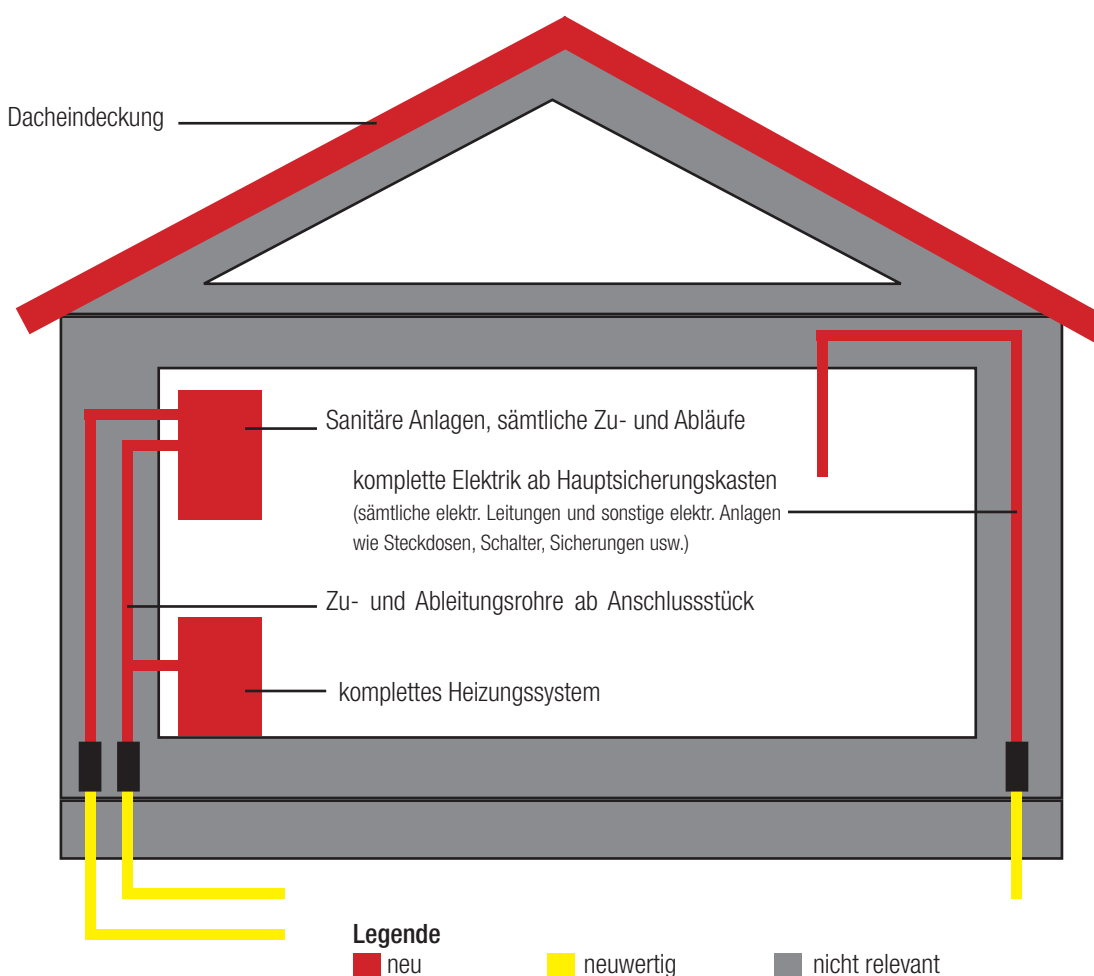 Dacheindeckung
Sanitäre Anlagen, sämtliche Zu- und Abläufe
komplette Elektrik ab Hauptsicherungskasten
(sämtliche elektr. Leitungen und sonstige elektr. Anlagen
wie Steckdosen, Schalter, Sicherungen usw.)
Zu- und Ableitungsrohre ab Anschlussstück
komplettes Heizungssystem
Legende
neu neuwertig nicht relevant